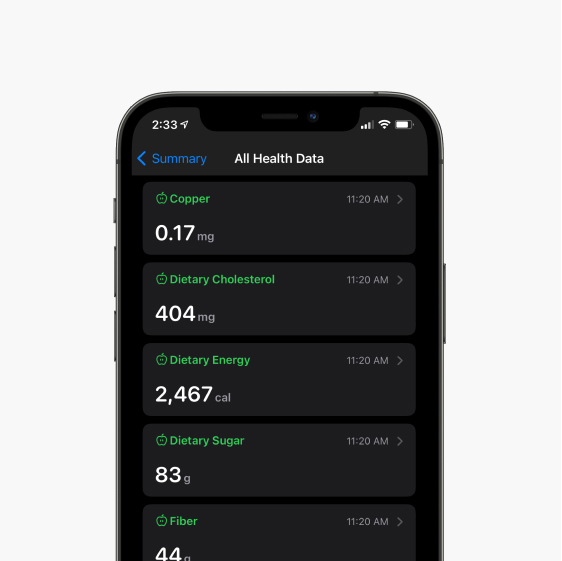 2:33
Summary All Health Data
Copper 11:20 AM
0.17 mg
Dietary Cholesterol 11:20 AM
404 mg
Dietary Energy 11:20 AM
2,467 cal
Dietary Sugar 11:20 AM
83 g
Fiber 11:20 AM
44 g